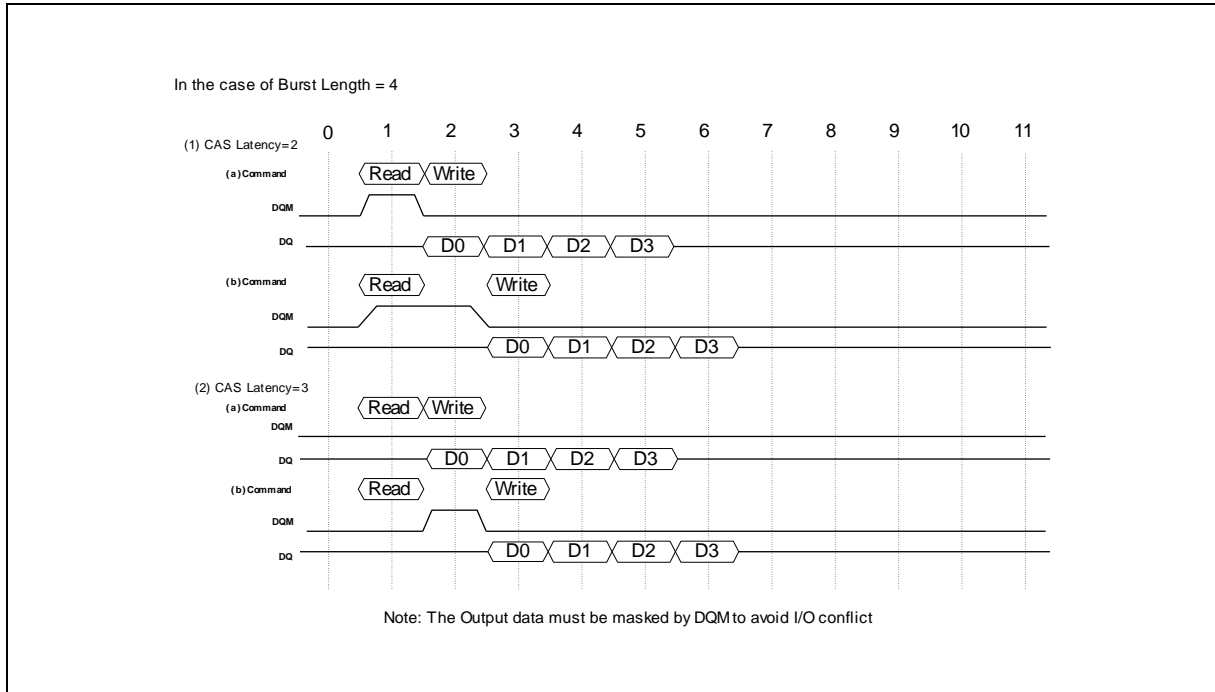 In the case of Burst Length = 4
0 1 2 3 4 5 6 7 8 9 10 11
(1) CAS Latency=2
(a)Command Read Write
DQM
DQ D0 D1 D2 D3
(b)Command Read Write
DQM
DQ D0 D1 D2 D3
(2) CAS Latency=3
(a)Command Read Write
DQM
DQ D0 D1 D2 D3
(b)Command Read Write
DQM
DQ D0 D1 D2 D3
Note: The Output data must be masked by DQM to avoid I/O conflict